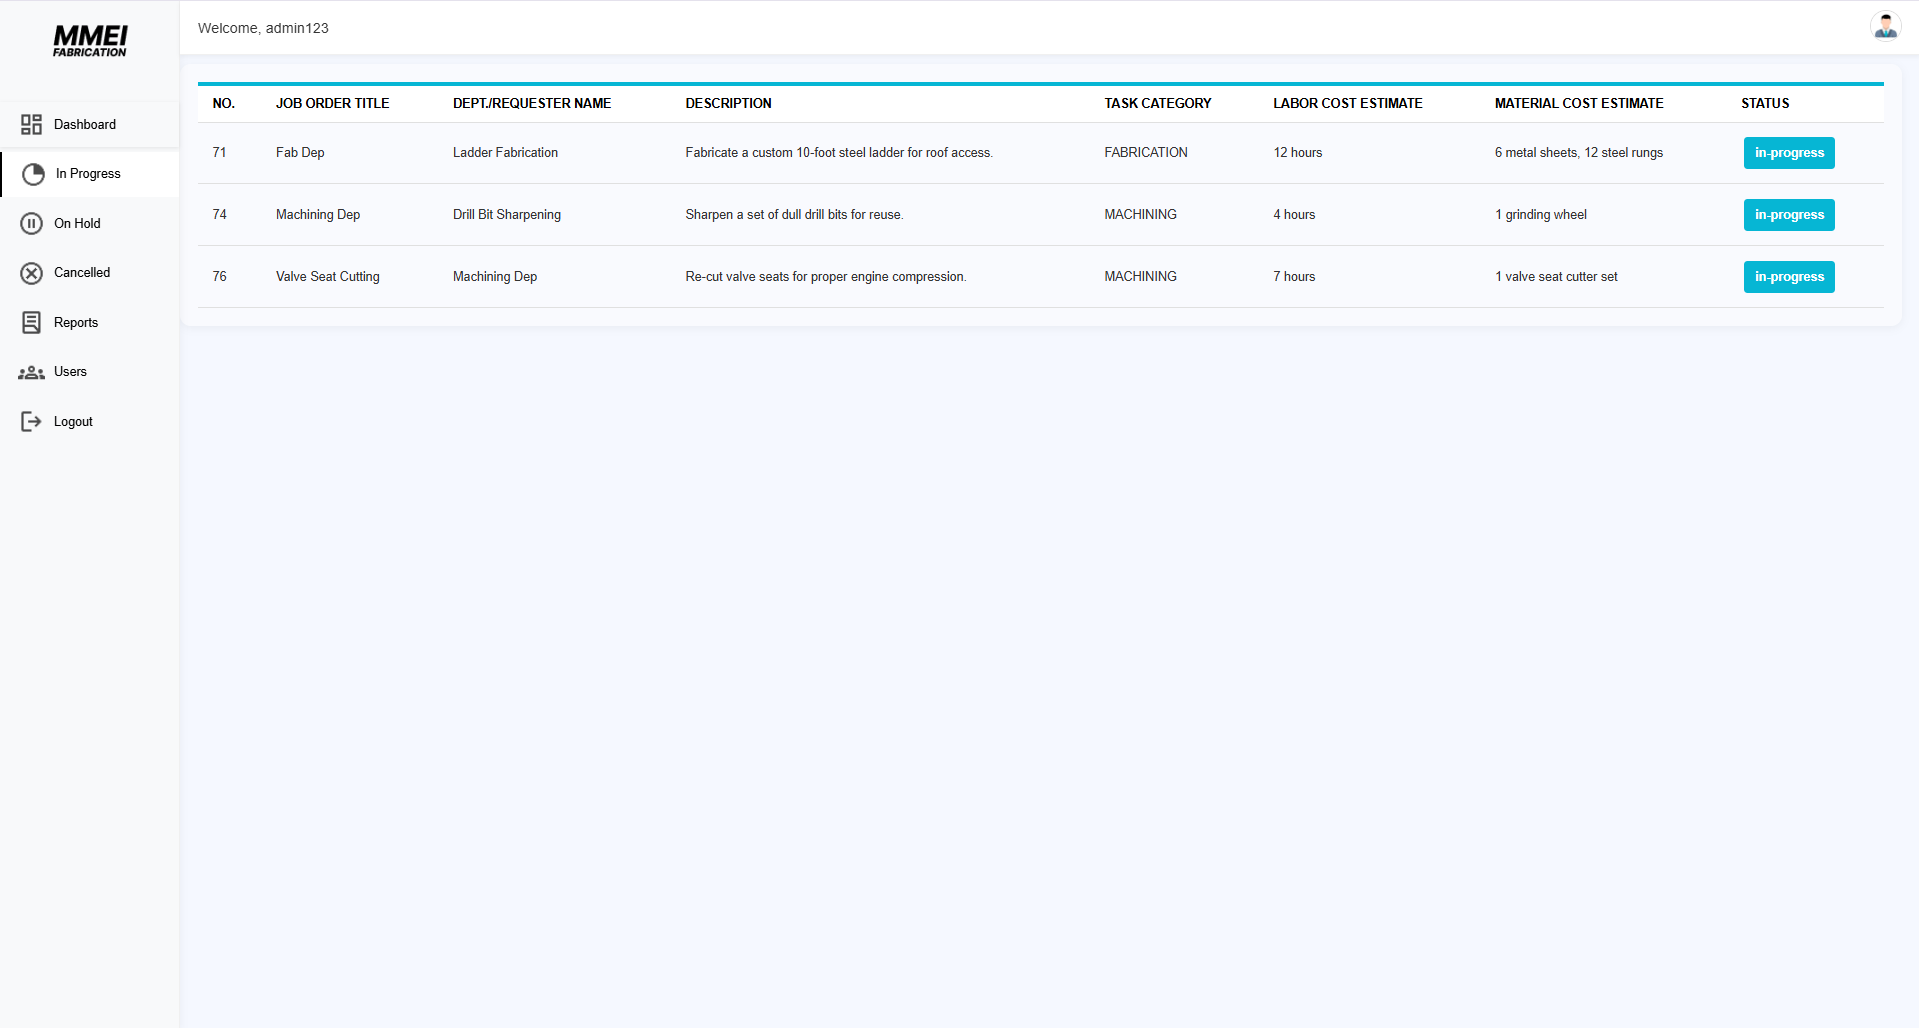 MMEI
FABRICATION
Welcome, admin123
Dashboard
In Progress
On Hold
Cancelled
Reports
Users
Logout
NO. JOB ORDER TITLE DEPT./REQUESTER NAME DESCRIPTION TASK CATEGORY LABOR COST ESTIMATE MATERIAL COST ESTIMATE STATUS
71 Fab Dep Ladder Fabrication Fabricate a custom 10-foot steel ladder for roof access. FABRICATION 12 hours 6 metal sheets, 12 steel rungs in-progress
74 Machining Dep Drill Bit Sharpening Sharpen a set of dull drill bits for reuse. MACHINING 4 hours 1 grinding wheel in-progress
76 Valve Seat Cutting Machining Dep Re-cut valve seats for proper engine compression. MACHINING 7 hours 1 valve seat cutter set in-progress